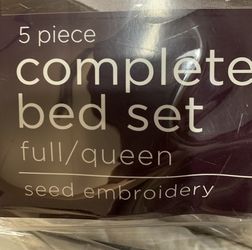 5 piece
complete
bed set
full/queen
seed embroidery